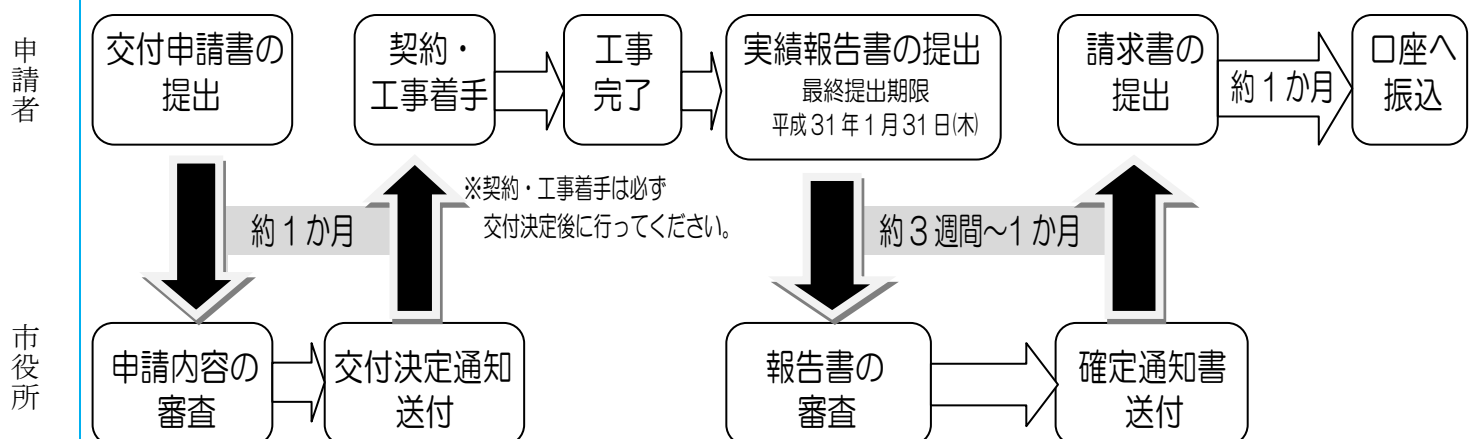 申請者
交付申請書の
提出
契約・
工事着手
工事
完了
実績報告書の提出
最終提出期限
平成31年1月31日㈭
請求書の
提出
約1か月
口座へ
振込
約1か月
※契約・工事着手は必ず
交付決定後に行ってください。
約3週間～1か月
市役所
申請内容の
審査
交付決定通知
送付
報告書の
審査
確定通知書
送付